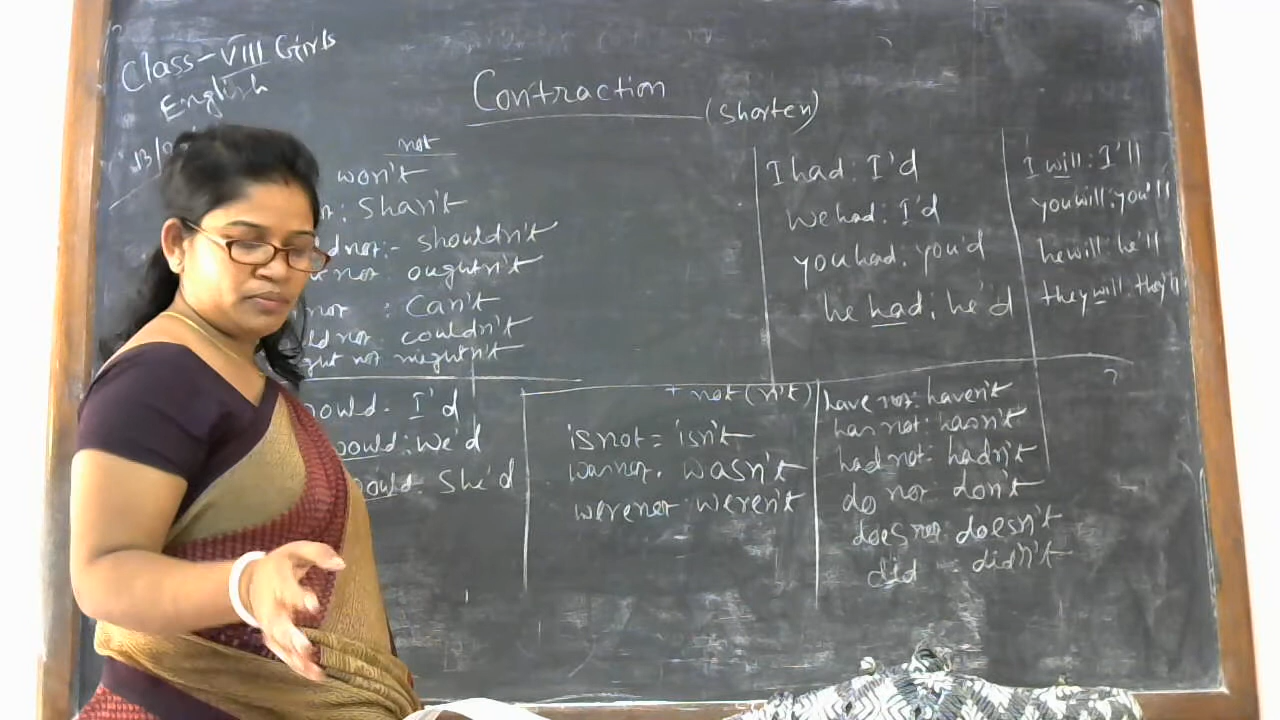 Class-VIII Girls
English
Contraction
(Shorten)
not
won't
: Shan't
not:- shouldn't
not oughtn't
not : Can't
not: couldn't
not mightn't
would. I'd
would: we'd
would: She'd
+ not (n't)
is not = isn't
was not. wasn't
were not: weren't
I had: I'd
We had: I'd
you had: you'd
he had: he'd
I will: I'll
you will: you'll
he will: he'll
they will: they'll
have not: haven't
has not: hasn't
had not: hadn't
do not: don't
does not: doesn't
did : didn't